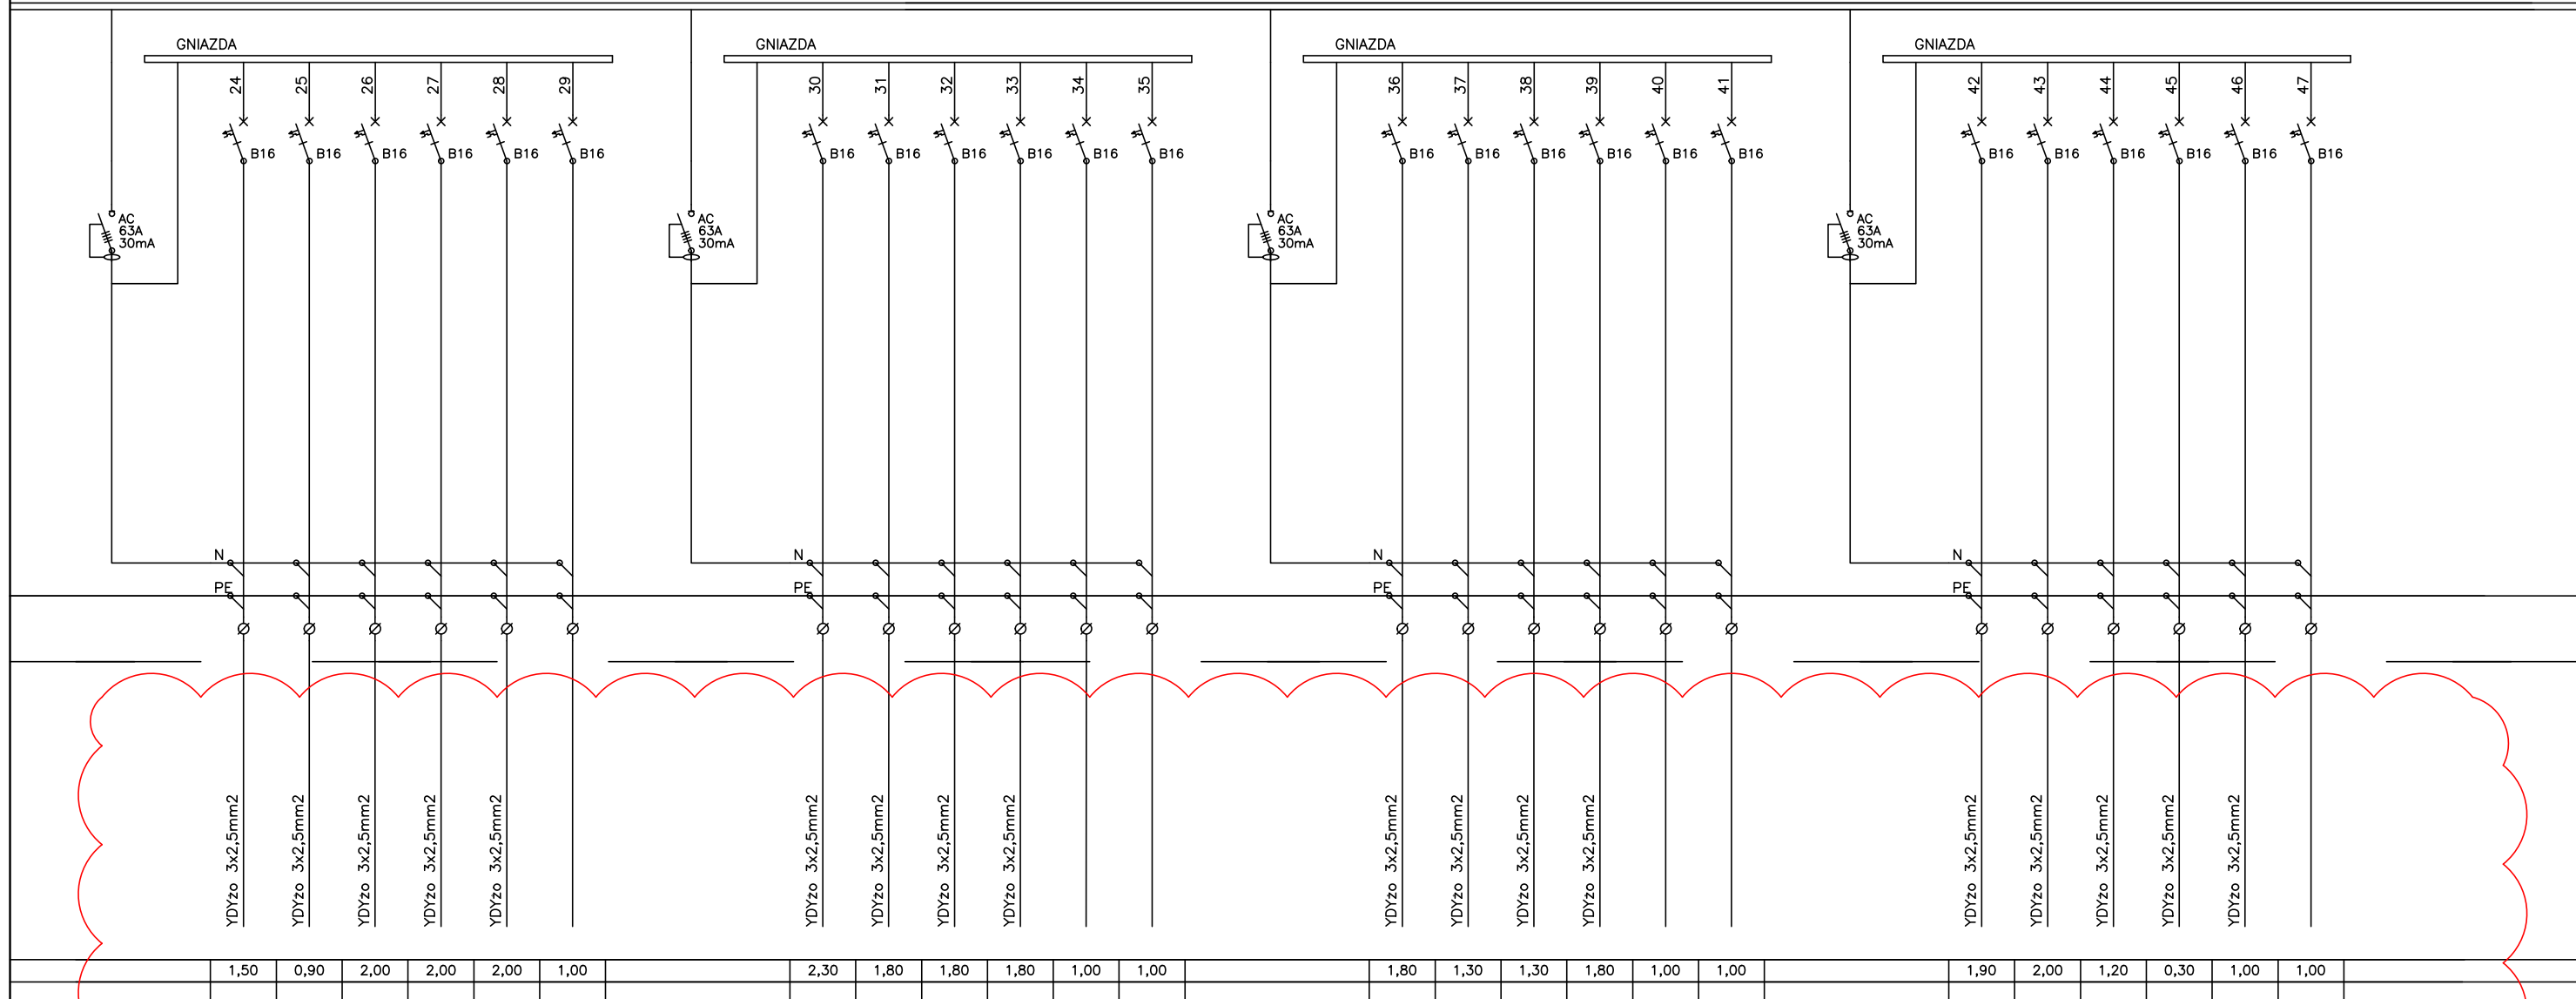 GNIAZDA GNIAZDA GNIAZDA GNIAZDA
24 25 26 27 28 29 30 31 32 33 34 35 36 37 38 39 40 41 42 43 44 45 46 47
B16 B16 B16 B16 B16 B16 B16 B16 B16 B16 B16 B16 B16 B16 B16 B16 B16 B16 B16 B16 B16 B16 B16 B16
AC AC AC AC
63A 63A 63A 63A
30mA 30mA 30mA 30mA
N N N N
PE PE PE PE
YDYżo 3x2,5mm2 YDYżo 3x2,5mm2 YDYżo 3x2,5mm2 YDYżo 3x2,5mm2 YDYżo 3x2,5mm2 YDYżo 3x2,5mm2 YDYżo 3x2,5mm2 YDYżo 3x2,5mm2 YDYżo 3x2,5mm2 YDYżo 3x2,5mm2 YDYżo 3x2,5mm2 YDYżo 3x2,5mm2 YDYżo 3x2,5mm2 YDYżo 3x2,5mm2 YDYżo 3x2,5mm2 YDYżo 3x2,5mm2 YDYżo 3x2,5mm2 YDYżo 3x2,5mm2
1,50 0,90 2,00 2,00 2,00 1,00 2,30 1,80 1,80 1,80 1,00 1,00 1,80 1,30 1,30 1,80 1,00 1,00 1,90 2,00 1,20 0,30 1,00 1,00